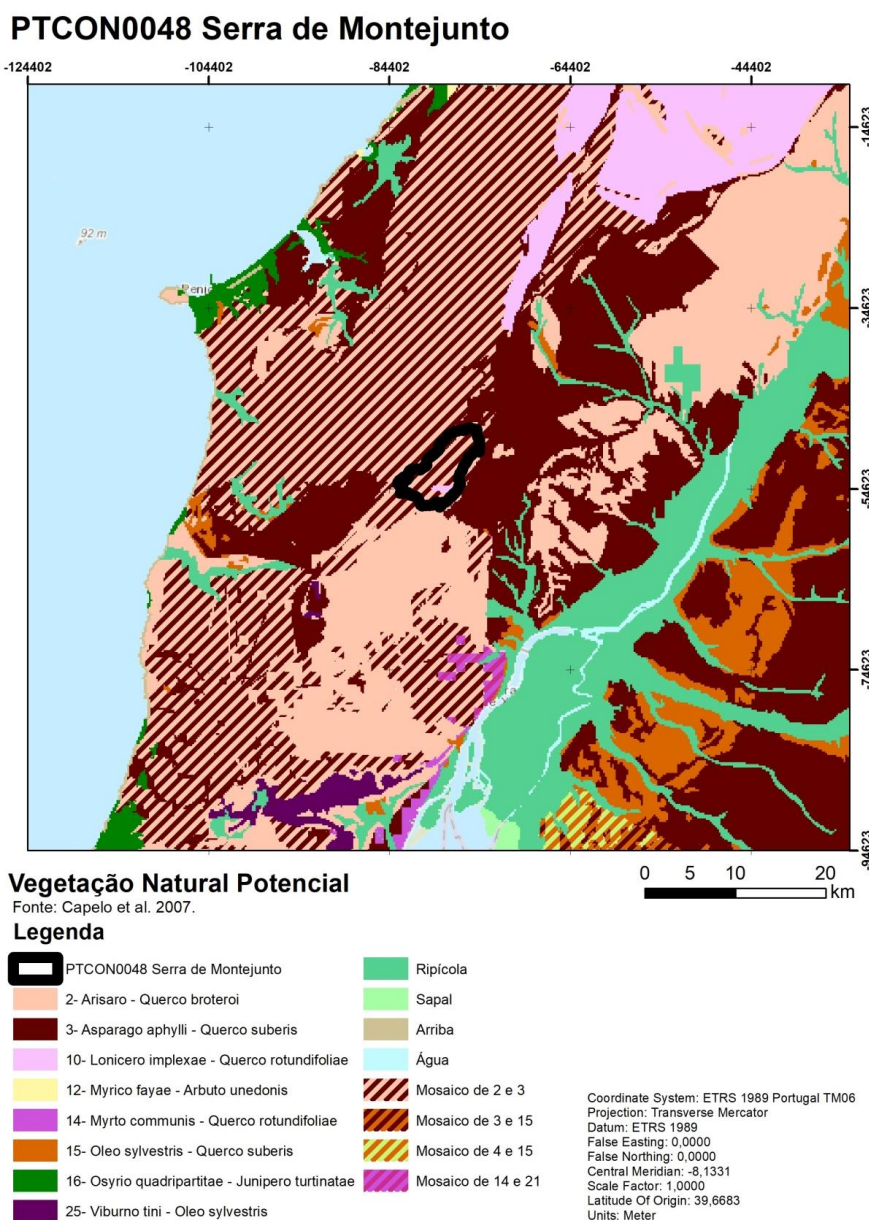 PTCON0048 Serra de Montejunto
-124402 -104402 -84402 -64402 -44402
-14623
92 m
Penic
-34623
-54623
-74623
-94623
Vegetação Natural Potencial
Fonte: Capelo et al. 2007.
0 5 10 20
km
Legenda
PTCON0048 Serra de Montejunto
2- Arisaro - Querco broteroi
3- Asparago aphylli - Querco suberis
10- Lonicero implexae - Querco rotundifoliae
12- Myrico fayae - Arbuto unedonis
14- Myrto communis - Querco rotundifoliae
15- Oleo sylvestris - Querco suberis
16- Osyrio quadripartitae - Junipero turtinatae
25- Viburno tini - Oleo sylvestris
Ripícola
Sapal
Arriba
Água
Mosaico de 2 e 3
Mosaico de 3 e 15
Mosaico de 4 e 15
Mosaico de 14 e 21
Coordinate System: ETRS 1989 Portugal TM06
Projection: Transverse Mercator
Datum: ETRS 1989
False Easting: 0,0000
False Northing: 0,0000
Central Meridian: -8,1331
Scale Factor: 1,0000
Latitude Of Origin: 39,6683
Units: Meter